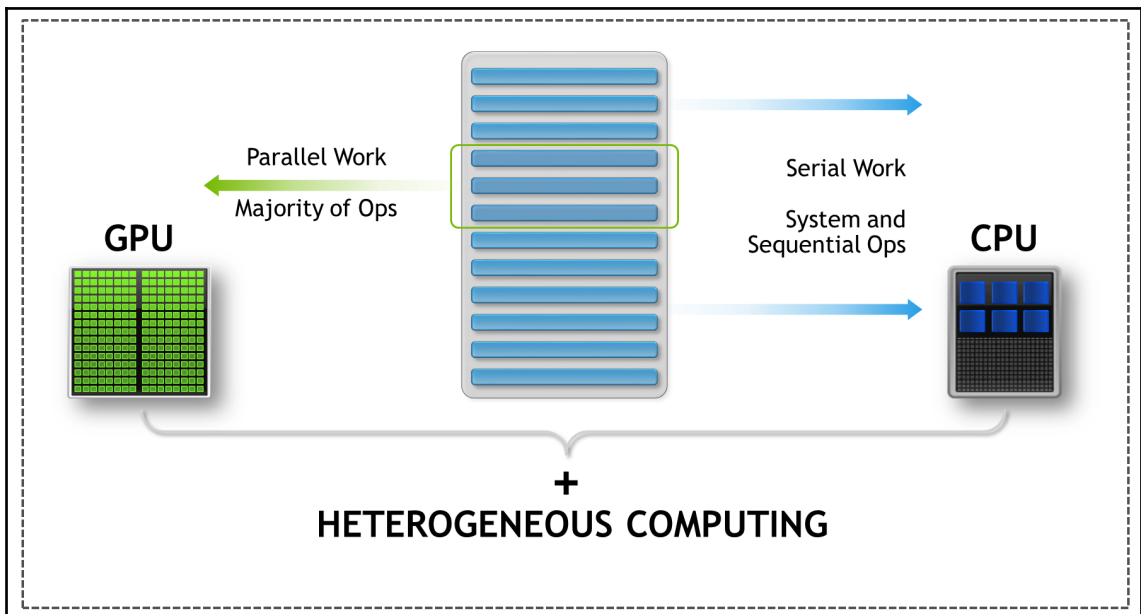 Parallel Work
Majority of Ops
GPU
Serial Work
System and
Sequential Ops
CPU
+
HETEROGENEOUS COMPUTING